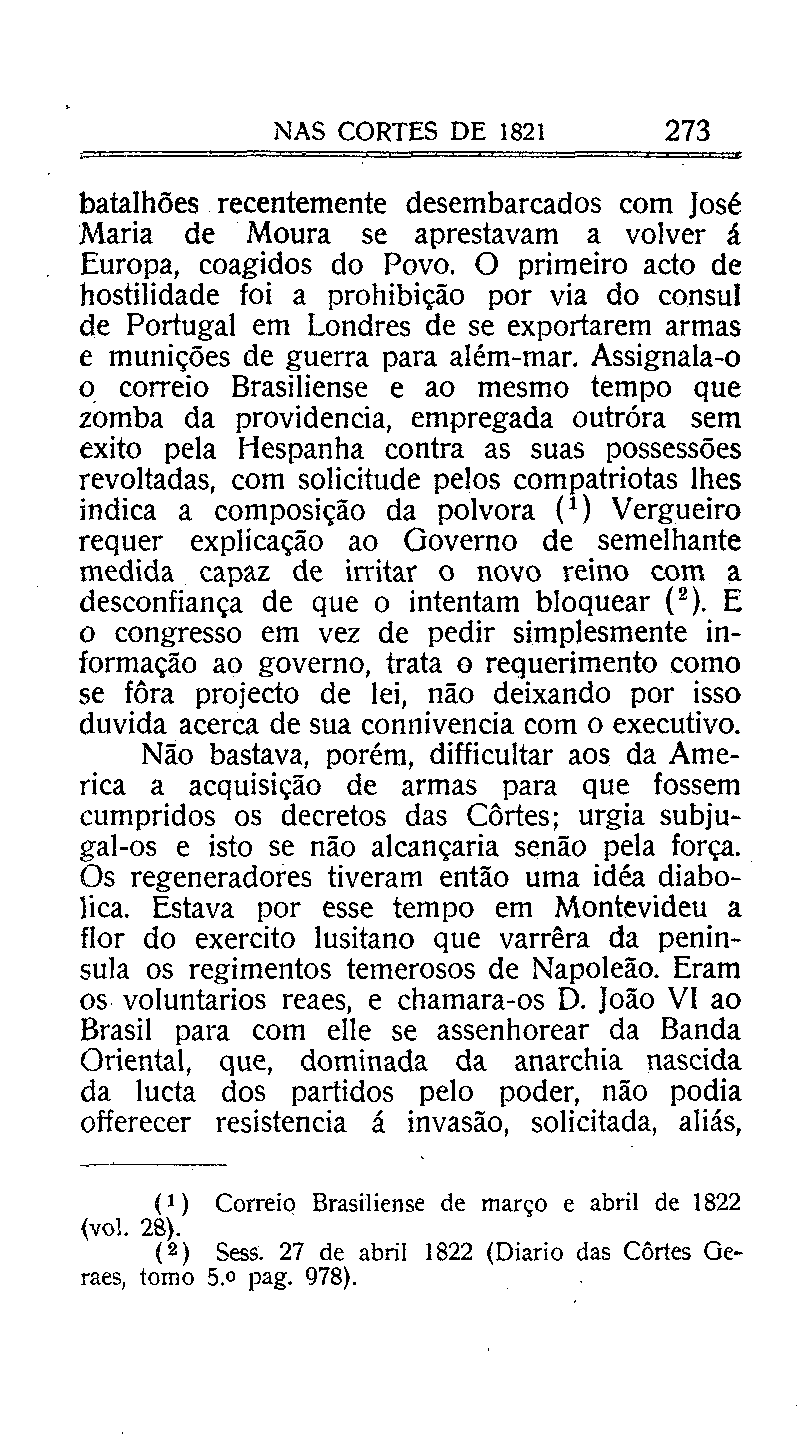 NAS CORTES DE 1821 273
batalhões recentemente desembarcados com José
Maria de Moura se aprestavam a volver á
Europa, coagidos do Povo. O primeiro acto de
hostilidade foi a prohibição por via do consul
de Portugal em Londres de se exportarem armas
e munições de guerra para além-mar. Assignala-o
o correio Brasiliense e ao mesmo tempo que
zomba da providencia, empregada outróra sem
exito pela Hespanha contra as suas possessões
revoltadas, com solicitude pelos compatriotas lhes
indica a composição da polvora (¹) Vergueiro
requer explicação ao Governo de semelhante
medida capaz de irritar o novo reino com a
desconfiança de que o intentam bloquear (²). E
o congresso em vez de pedir simplesmente in-
formação ao governo, trata o requerimento como
se fôra projecto de lei, não deixando por isso
duvida acerca de sua connivencia com o executivo.
Não bastava, porém, difficultar aos da Ame-
rica a acquisição de armas para que fossem
cumpridos os decretos das Côrtes; urgia subju-
gal-os e isto se não alcançaria senão pela força.
Os regeneradores tiveram então uma idéa diabo-
lica. Estava por esse tempo em Montevideu a
flor do exercito lusitano que varrêra da penin-
sula os regimentos temerosos de Napoleão. Eram
os voluntarios reaes, e chamara-os D. João VI ao
Brasil para com elle se assenhorear da Banda
Oriental, que, dominada da anarchia nascida
da lucta dos partidos pelo poder, não podia
offerecer resistencia á invasão, solicitada, aliás,
(¹) Correio Brasiliense de março e abril de 1822
(vol. 28).
(²) Sess. 27 de abril 1822 (Diario das Côrtes Ge-
raes, tomo 5.º pag. 978).